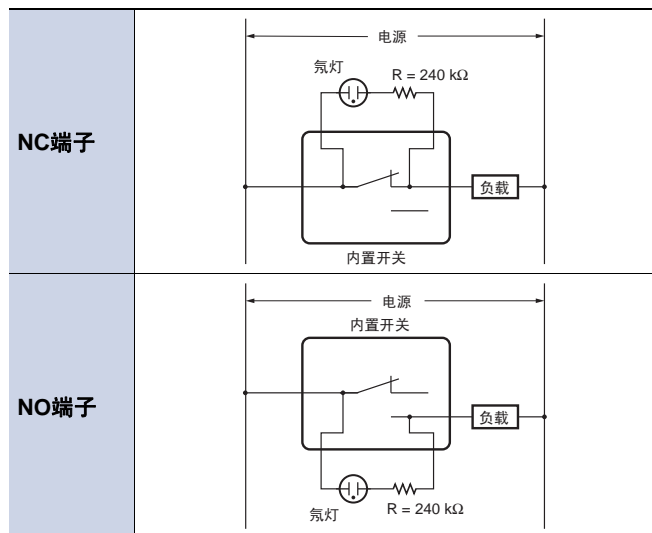 电源
氖灯
R = 240 kΩ
NC端子
负载
内置开关
电源
内置开关
NO端子
负载
氖灯
R = 240 kΩ